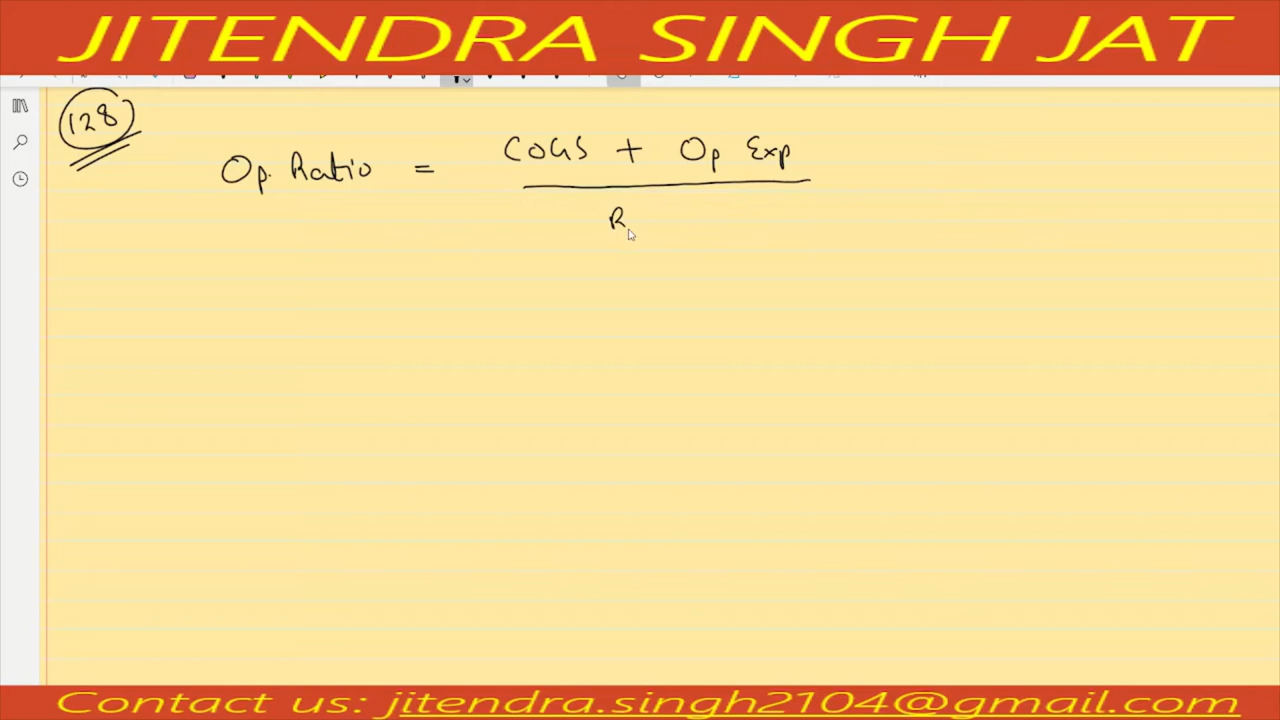 JITENDRA SINGH JAT
128
Op. Ratio = COGS + Op Exp
R
Contact us: jitendra.singh2104@gmail.com